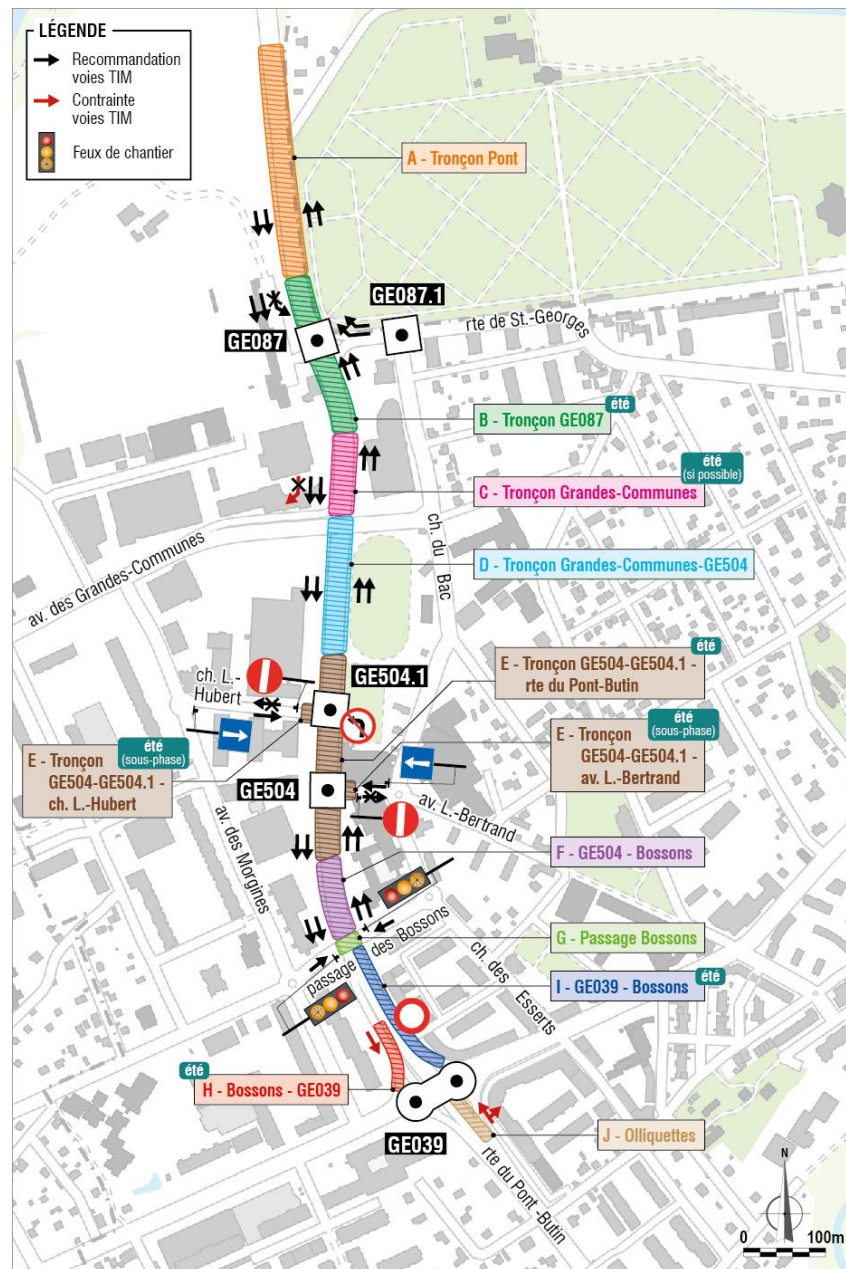 LÉGENDE
Recommandation
voies TIM
Contrainte
voies TIM
Feux de chantier
A - Tronçon Pont
GE087.1
rte de St.-Georges
GE087
été
B - Tronçon GE087
été
(si possible)
C - Tronçon Grandes-Communes
av. des Grandes-Communes
ch. du Bac
D - Tronçon Grandes-Communes-GE504
été
E - Tronçon GE504-GE504.1 -
rte du Pont-Butin
GE504.1
ch. L.-
Hubert
été
(sous-phase)
E - Tronçon
GE504-GE504.1 -
av. L.-Bertrand
été
(sous-phase)
E - Tronçon
GE504-GE504.1 -
ch. L.-Hubert
GE504
av. L.-Bertrand
av. des Morgines
F - GE504 - Bossons
G - Passage Bossons
passage des Bossons
ch. des Esserts
été
I - GE039 - Bossons
été
H - Bossons - GE039
GE039
J - Olliquettes
rte du Pont -Butin
N
0 100m